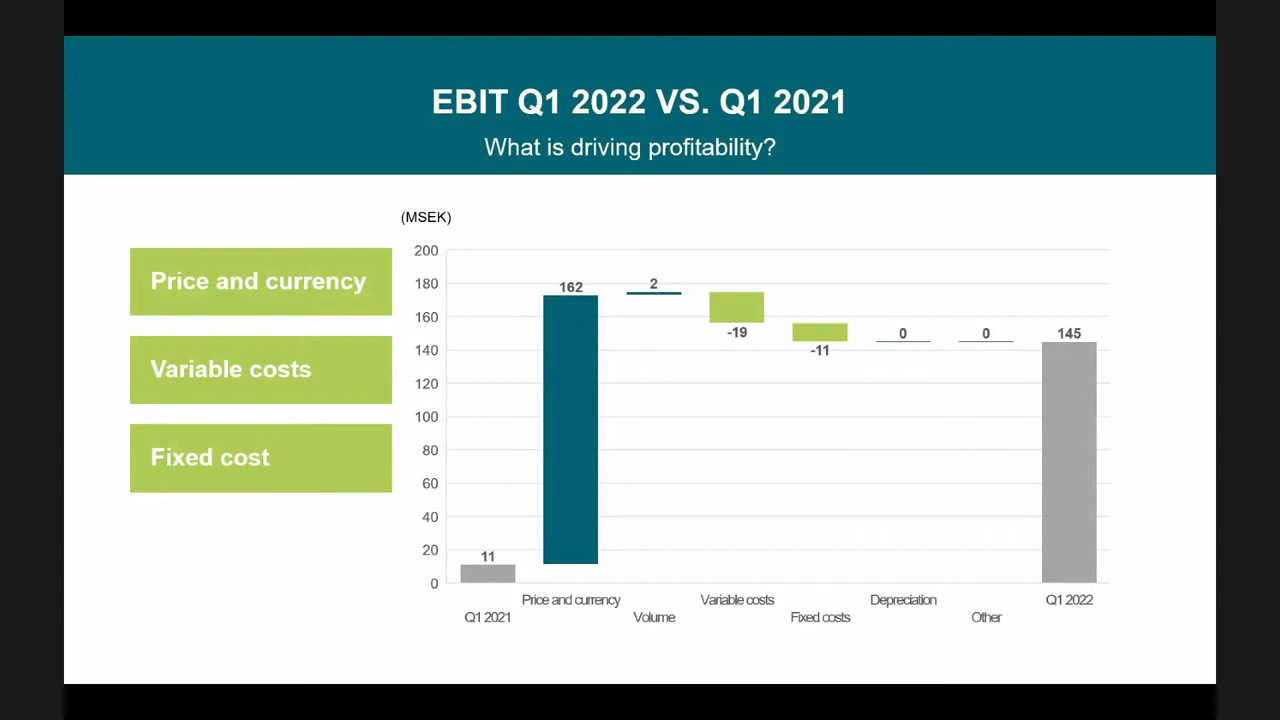 EBIT Q1 2022 VS. Q1 2021
What is driving profitability?
Price and currency
Variable costs
Fixed cost
(MSEK)
200
180
160
140
120
100
80
60
40
20
0
11
162
2
-19
-11
0
0
145
Q1 2021
Price and currency
Volume
Variable costs
Fixed costs
Depreciation
Other
Q1 2022